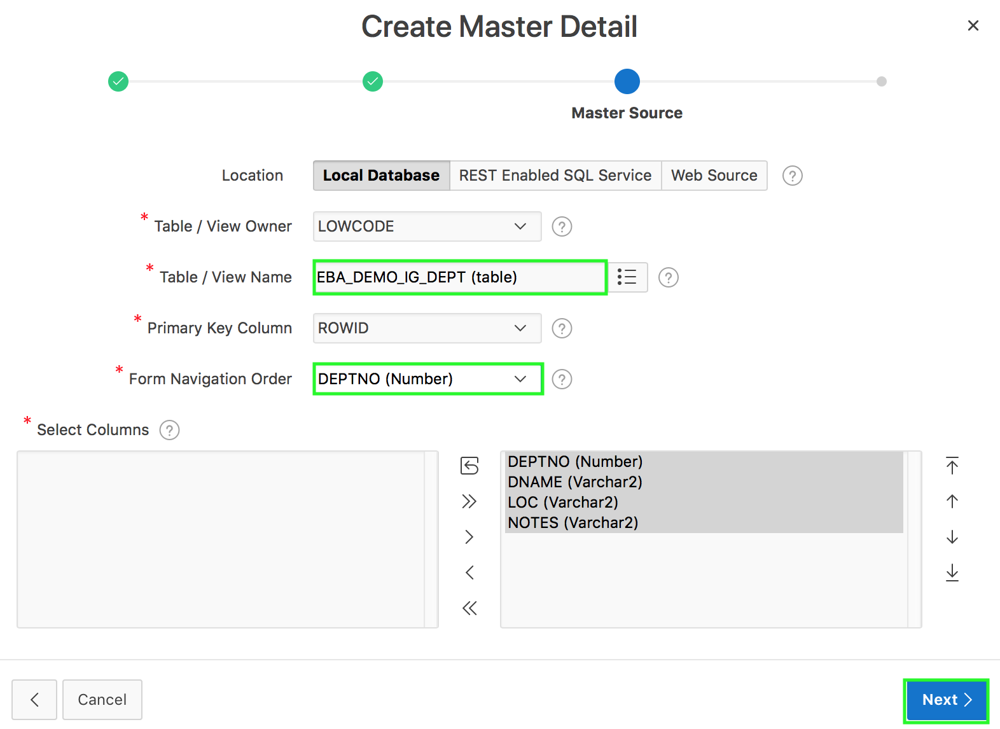 Create Master Detail
Master Source
Location Local Database REST Enabled SQL Service Web Source ?
* Table / View Owner LOWCODE ?
* Table / View Name EBA_DEMO_IG_DEPT (table) ?
* Primary Key Column ROWID ?
* Form Navigation Order DEPTNO (Number) ?
* Select Columns ?
DEPTNO (Number)
DNAME (Varchar2)
LOC (Varchar2)
NOTES (Varchar2)
Cancel Next